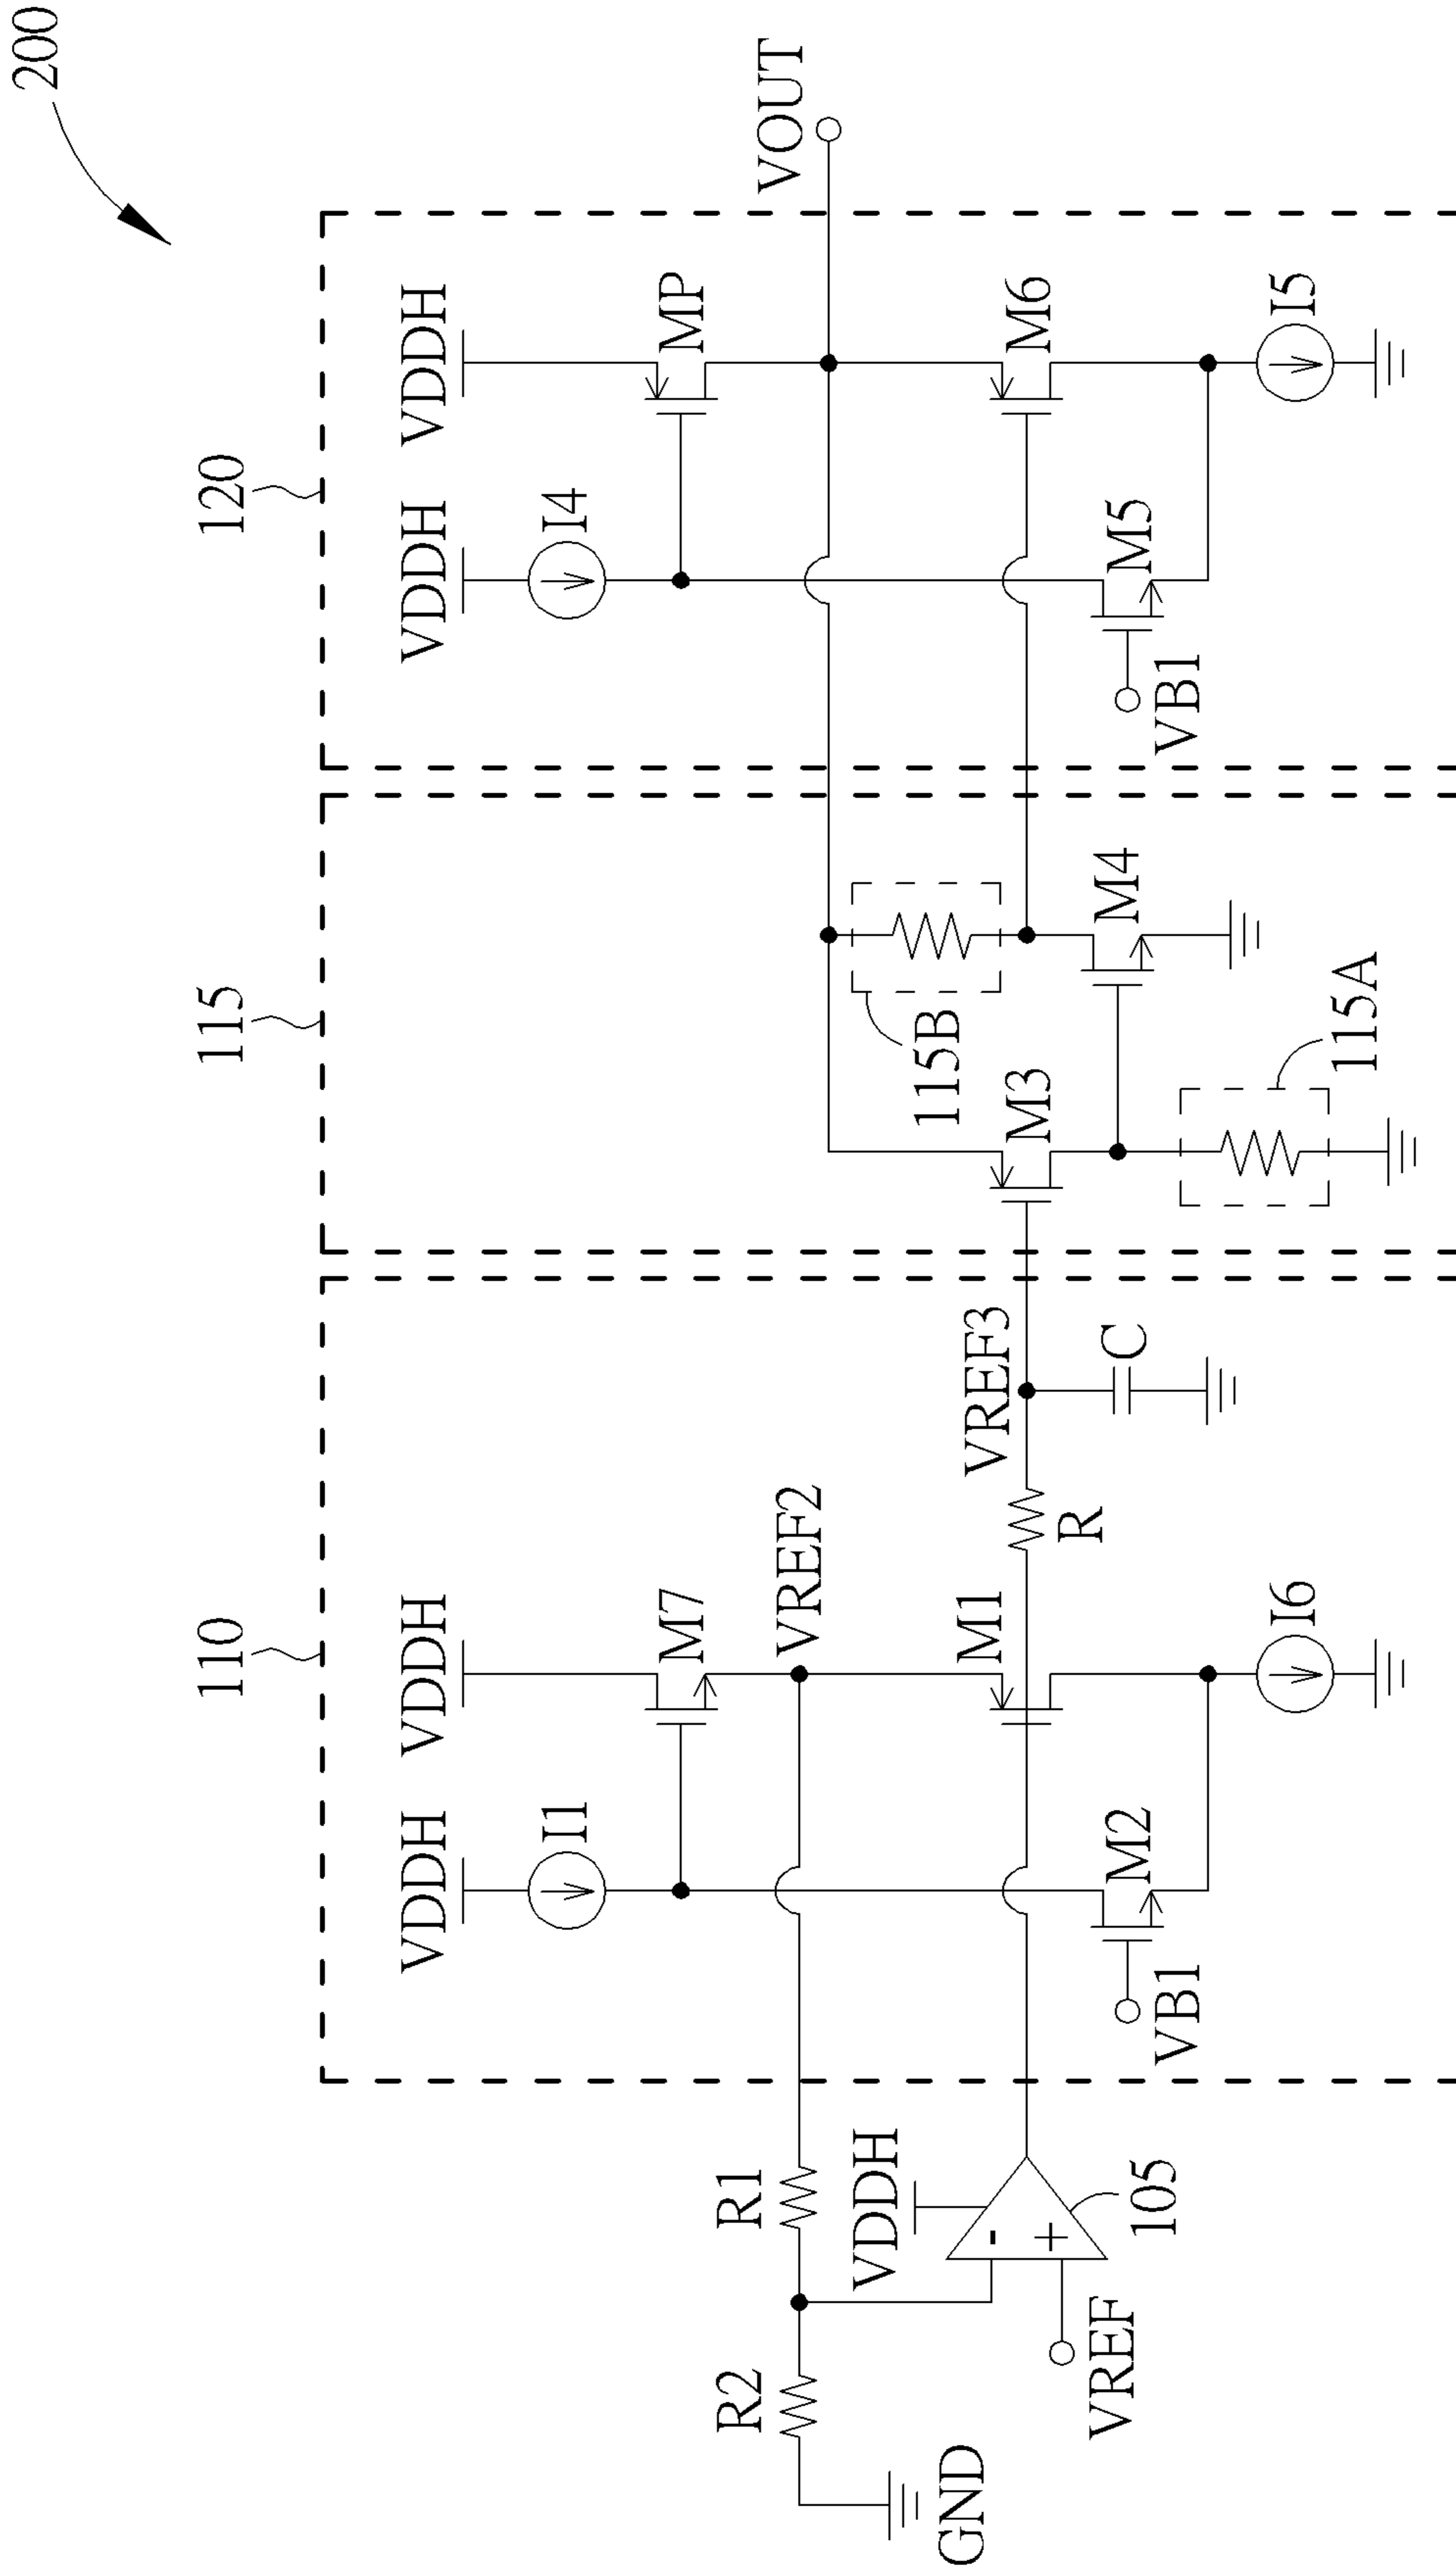 200
110
115
120
VDDH
VDDH
VDDH
VDDH
I1
I4
M7
MP
VOUT
R2
R1
VREF2
VDDH
GND
-
+
105
VREF
M1
VREF3
R
C
M3
115B
M6
M2
VB1
M4
M5
VB1
I6
115A
I5